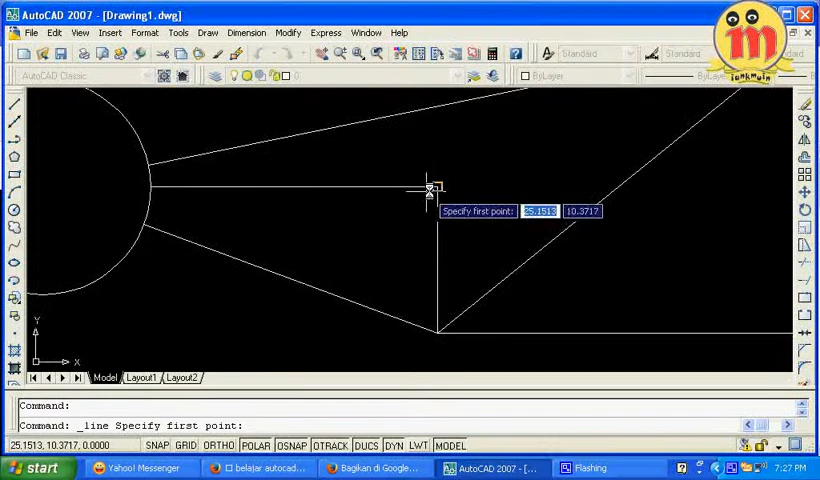 AutoCAD 2007 - [Drawing1.dwg]
File Edit View Insert Format Tools Draw Dimension Modify Express Window Help
Standard Standard
AutoCAD Classic 0 ByLayer ByLayer
m
iankmuin
Specify first point: 25.1513 10.3717
Y
X
Model Layout1 Layout2
Command:
Command: _line Specify first point:
25.1513, 10.3717, 0.0000 SNAP GRID ORTHO POLAR OSNAP OTRACK DUCS DYN LWT MODEL
start Yahoo! Messenger belajar autocad... Bagikan di Google... AutoCAD 2007 - [... Flashing 7:27 PM